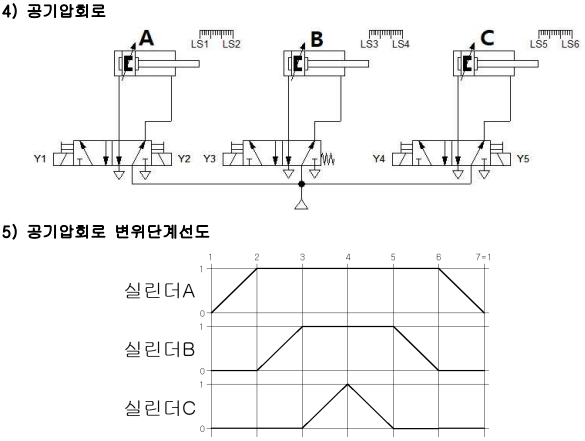 4) 공기압회로
A B C
LS1 LS2 LS3 LS4 LS5 LS6
Y1 Y2 Y3 Y4 Y5
5) 공기압회로 변위단계선도
1 2 3 4 5 6 7=1
1
실린더A
0
1
실린더B
0
1
실린더C
0